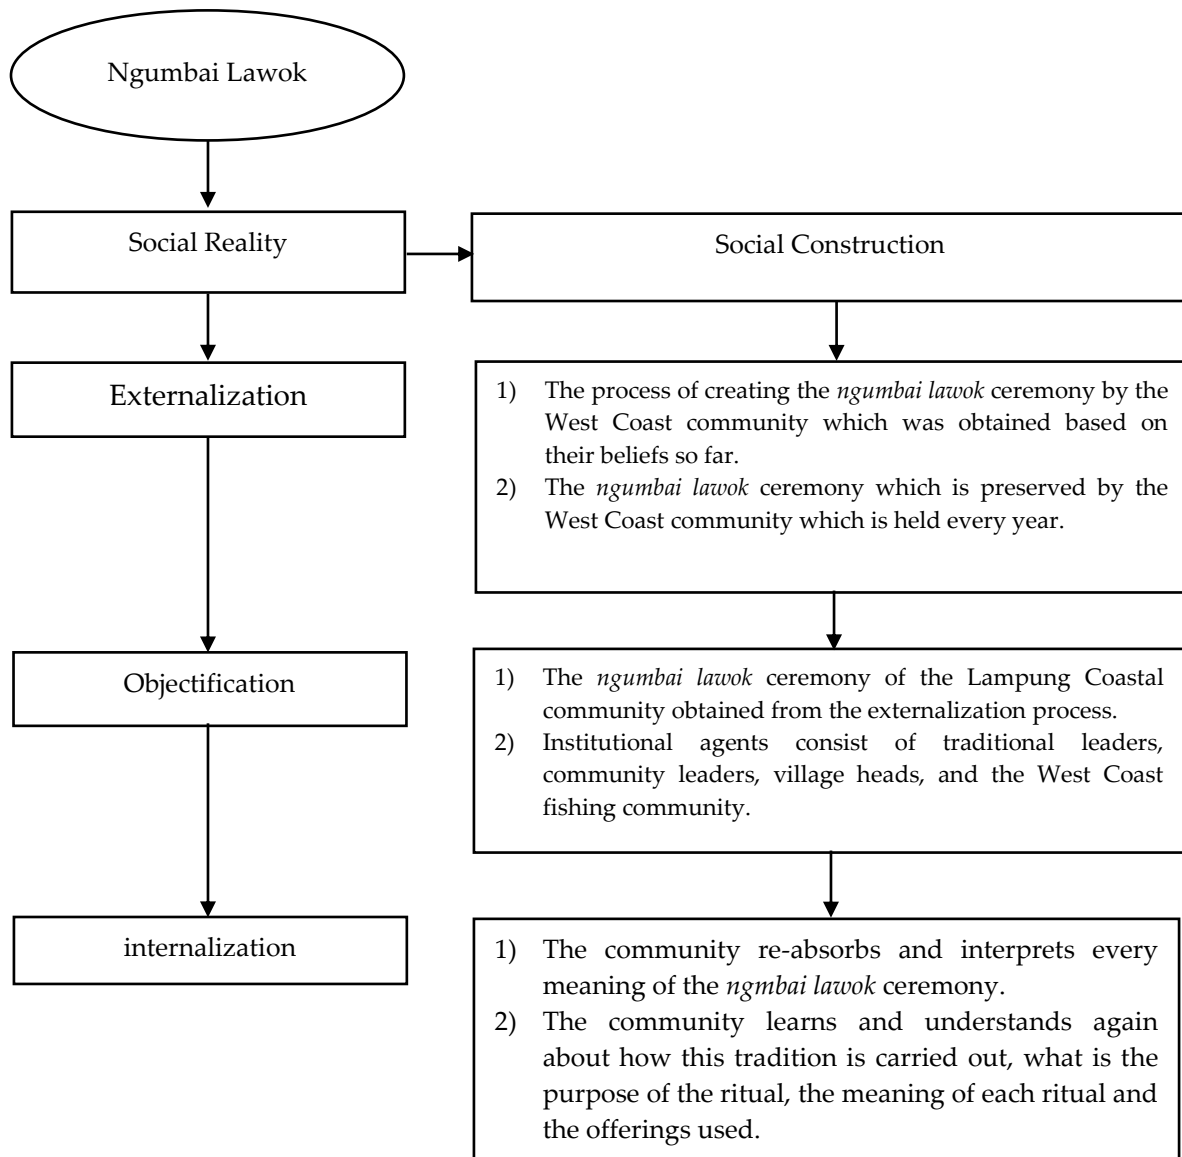 Ngumbai Lawok
Social Reality
Social Construction
Externalization
1) The process of creating the ngumbai lawok ceremony by the
West Coast community which was obtained based on
their beliefs so far.
2) The ngumbai lawok ceremony which is preserved by the
West Coast community which is held every year.
Objectification
1) The ngumbai lawok ceremony of the Lampung Coastal
community obtained from the externalization process.
2) Institutional agents consist of traditional leaders,
community leaders, village heads, and the West Coast
fishing community.
internalization
1) The community re-absorbs and interprets every
meaning of the ngmbai lawok ceremony.
2) The community learns and understands again
about how this tradition is carried out, what is the
purpose of the ritual, the meaning of each ritual and
the offerings used.